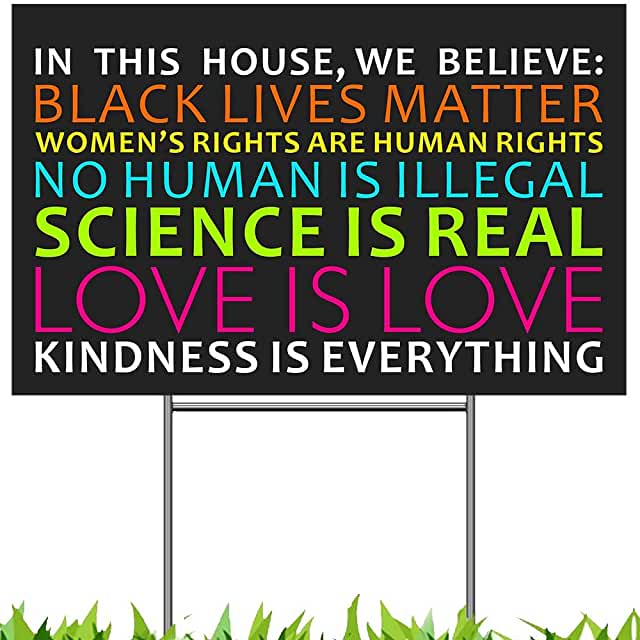 IN THIS HOUSE, WE BELIEVE:
BLACK LIVES MATTER
WOMEN'S RIGHTS ARE HUMAN RIGHTS
NO HUMAN IS ILLEGAL
SCIENCE IS REAL
LOVE IS LOVE
KINDNESS IS EVERYTHING